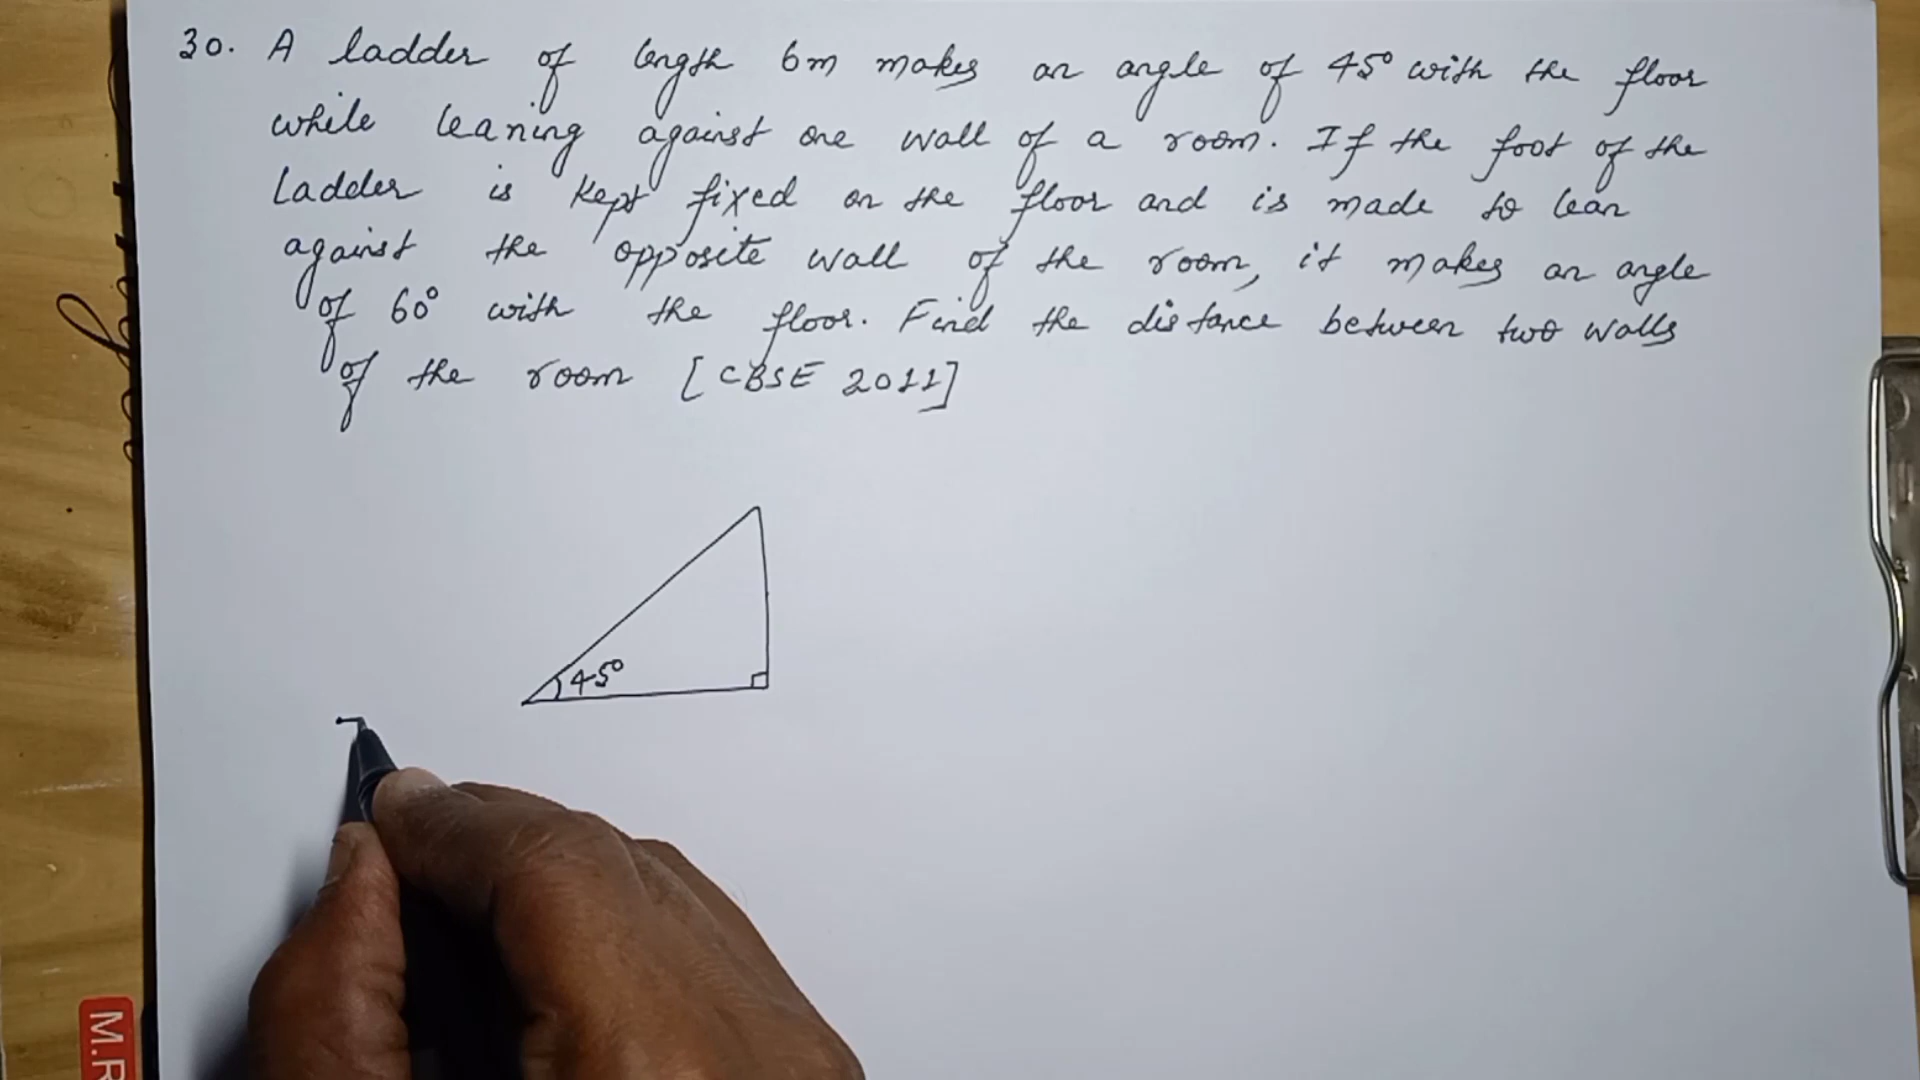 30. A ladder of length 6m makes an angle of 45° with the floor
while leaning against one wall of a room. If the foot of the
ladder is kept fixed on the floor and is made to lean
against the opposite wall of the room, it makes an angle
of 60° with the floor. Find the distance between two walls
of the room [CBSE 2011]
45°
M.R